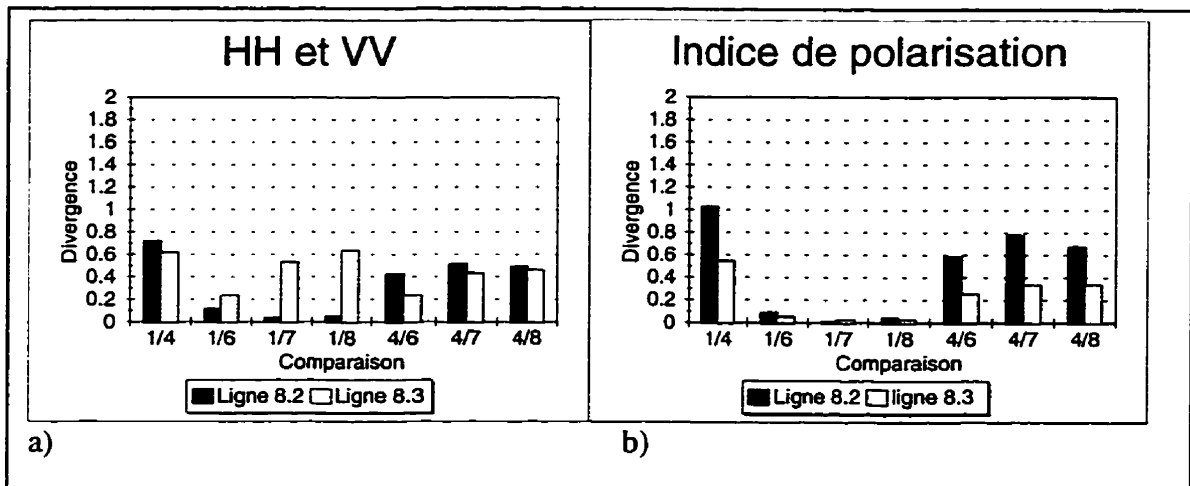 HH et VV
Divergence
2
1.8
1.6
1.4
1.2
1
0.8
0.6
0.4
0.2
0
1/4 1/6 1/7 1/8 4/6 4/7 4/8
Comparaison
Ligne 8.2 Ligne 8.3
a)
Indice de polarisation
Divergence
2
1.8
1.6
1.4
1.2
1
0.8
0.6
0.4
0.2
0
1/4 1/6 1/7 1/8 4/6 4/7 4/8
Comparaison
Ligne 8.2 ligne 8.3
b)